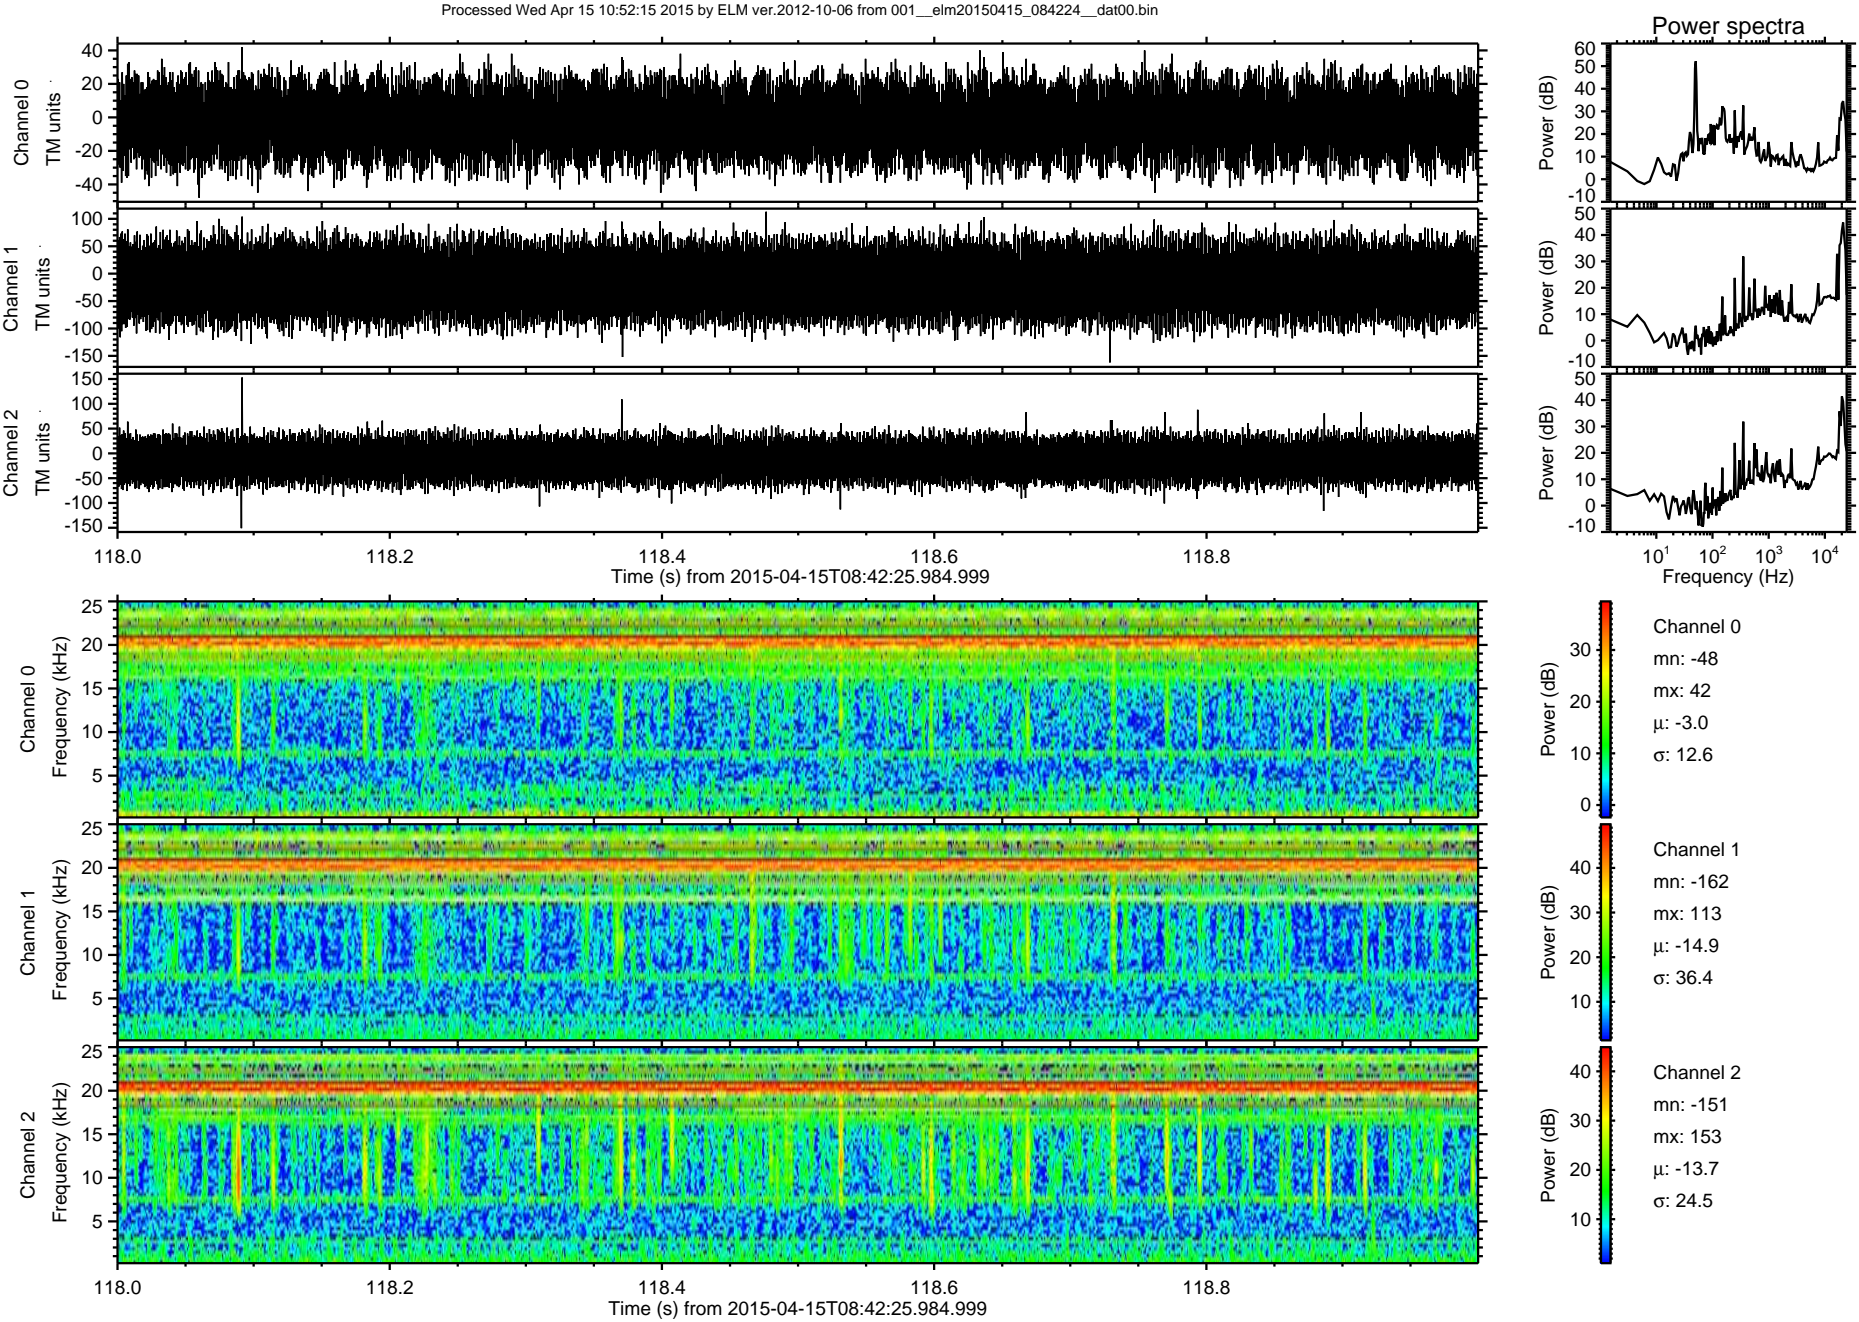 Processed Wed Apr 15 10:52:15 2015 by ELM ver.2012-10-06 from 001__elm20150415_084224__dat00.bin
Power spectra
Channel 0
TM units
40
20
0
-20
-40
Power (dB)
60
50
40
30
20
10
0
-10
Channel 1
TM units
100
50
0
-50
-100
-150
Power (dB)
50
40
30
20
10
0
-10
Channel 2
TM units
150
100
50
0
-50
-100
-150
Power (dB)
50
40
30
20
10
0
-10
118.0 118.2 118.4 118.6 118.8
Time (s) from 2015-04-15T08:42:25.984.999
10^1 10^2 10^3 10^4
Frequency (Hz)
Channel 0
Frequency (kHz)
25
20
15
10
5
Power (dB)
30
20
10
0
Channel 0
mn: -48
mx: 42
μ: -3.0
σ: 12.6
Channel 1
Frequency (kHz)
25
20
15
10
5
Power (dB)
40
30
20
10
Channel 1
mn: -162
mx: 113
μ: -14.9
σ: 36.4
Channel 2
Frequency (kHz)
25
20
15
10
5
Power (dB)
40
30
20
10
Channel 2
mn: -151
mx: 153
μ: -13.7
σ: 24.5
118.0 118.2 118.4 118.6 118.8
Time (s) from 2015-04-15T08:42:25.984.999